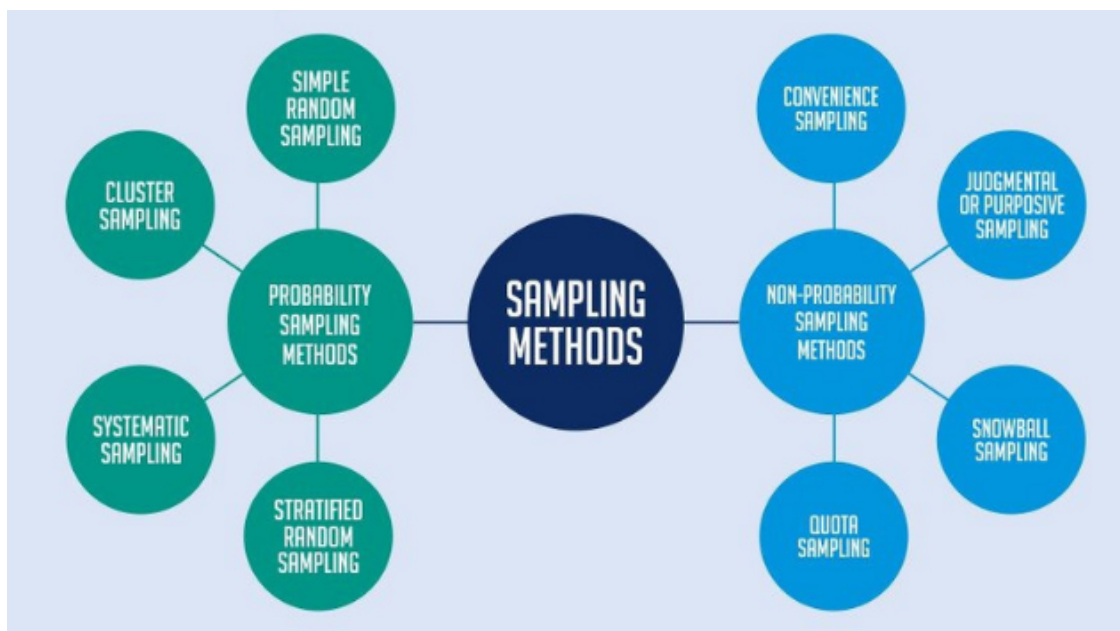 SIMPLE
RANDOM
SAMPLING
CLUSTER
SAMPLING
PROBABILITY
SAMPLING
METHODS
SYSTEMATIC
SAMPLING
STRATIFIED
RANDOM
SAMPLING
SAMPLING
METHODS
CONVENIENCE
SAMPLING
JUDGMENTAL
OR PURPOSIVE
SAMPLING
NON-PROBABILITY
SAMPLING
METHODS
SNOWBALL
SAMPLING
QUOTA
SAMPLING